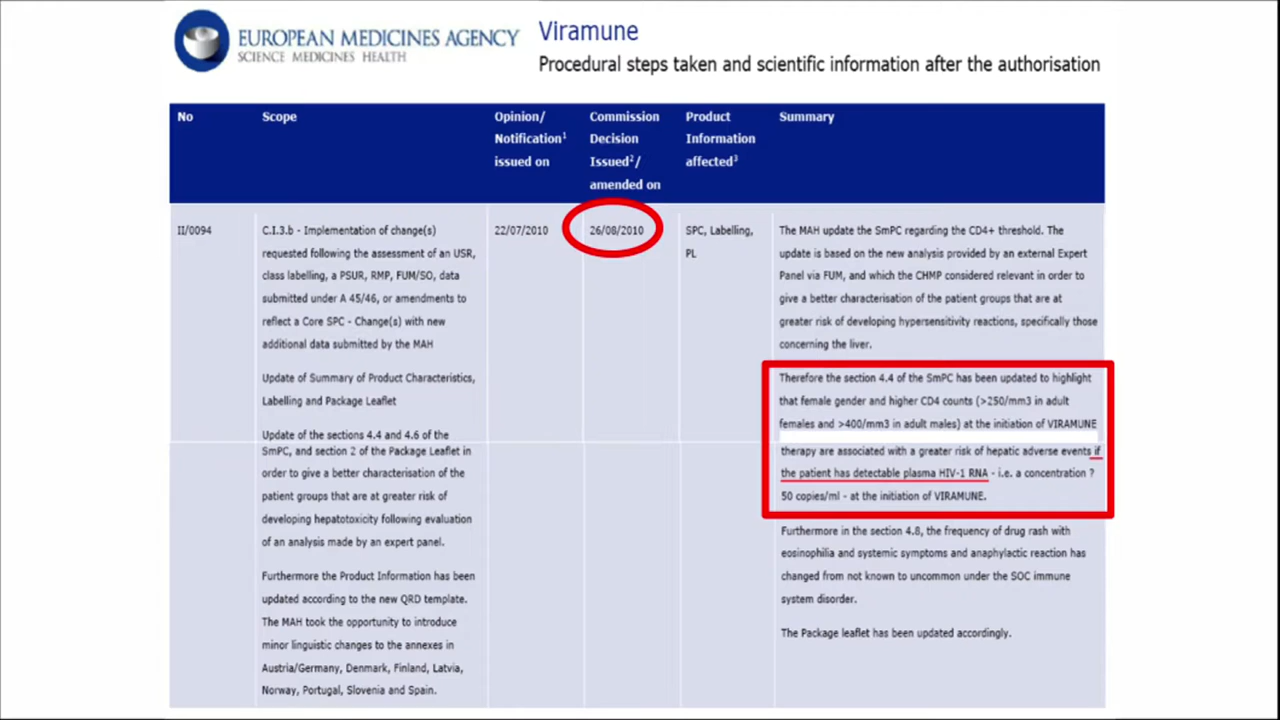 EUROPEAN MEDICINES AGENCY
SCIENCE MEDICINES HEALTH
Viramune
Procedural steps taken and scientific information after the authorisation
No
Scope
Opinion/
Notification¹
issued on
Commission
Decision
Issued²/
amended on
Product
Information
affected³
Summary
II/0094
C.I.3.b - Implementation of change(s)
requested following the assessment of an USR,
class labelling, a PSUR, RMP, FUM/SO, data
submitted under A 45/46, or amendments to
reflect a Core SPC - Change(s) with new
additional data submitted by the MAH
Update of Summary of Product Characteristics,
Labelling and Package Leaflet
Update of the sections 4.4 and 4.6 of the
SmPC, and section 2 of the Package Leaflet in
order to give a better characterisation of the
patient groups that are at greater risk of
developing hepatotoxicity following evaluation
of an analysis made by an expert panel.
Furthermore the Product Information has been
updated according to the new QRD template.
The MAH took the opportunity to introduce
minor linguistic changes to the annexes in
Austria/Germany, Denmark, Finland, Latvia,
Norway, Portugal, Slovenia and Spain.
22/07/2010
26/08/2010
SPC, Labelling,
PL
The MAH update the SmPC regarding the CD4+ threshold. The
update is based on the new analysis provided by an external Expert
Panel via FUM, and which the CHMP considered relevant in order to
give a better characterisation of the patient groups that are at
greater risk of developing hypersensitivity reactions, specifically those
concerning the liver.
Therefore the section 4.4 of the SmPC has been updated to highlight
that female gender and higher CD4 counts (>250/mm3 in adult
females and >400/mm3 in adult males) at the initiation of VIRAMUNE
therapy are associated with a greater risk of hepatic adverse events if
the patient has detectable plasma HIV-1 RNA - i.e. a concentration ?
50 copies/ml - at the initiation of VIRAMUNE.
Furthermore in the section 4.8, the frequency of drug rash with
eosinophilia and systemic symptoms and anaphylactic reaction has
changed from not known to uncommon under the SOC immune
system disorder.
The Package leaflet has been updated accordingly.